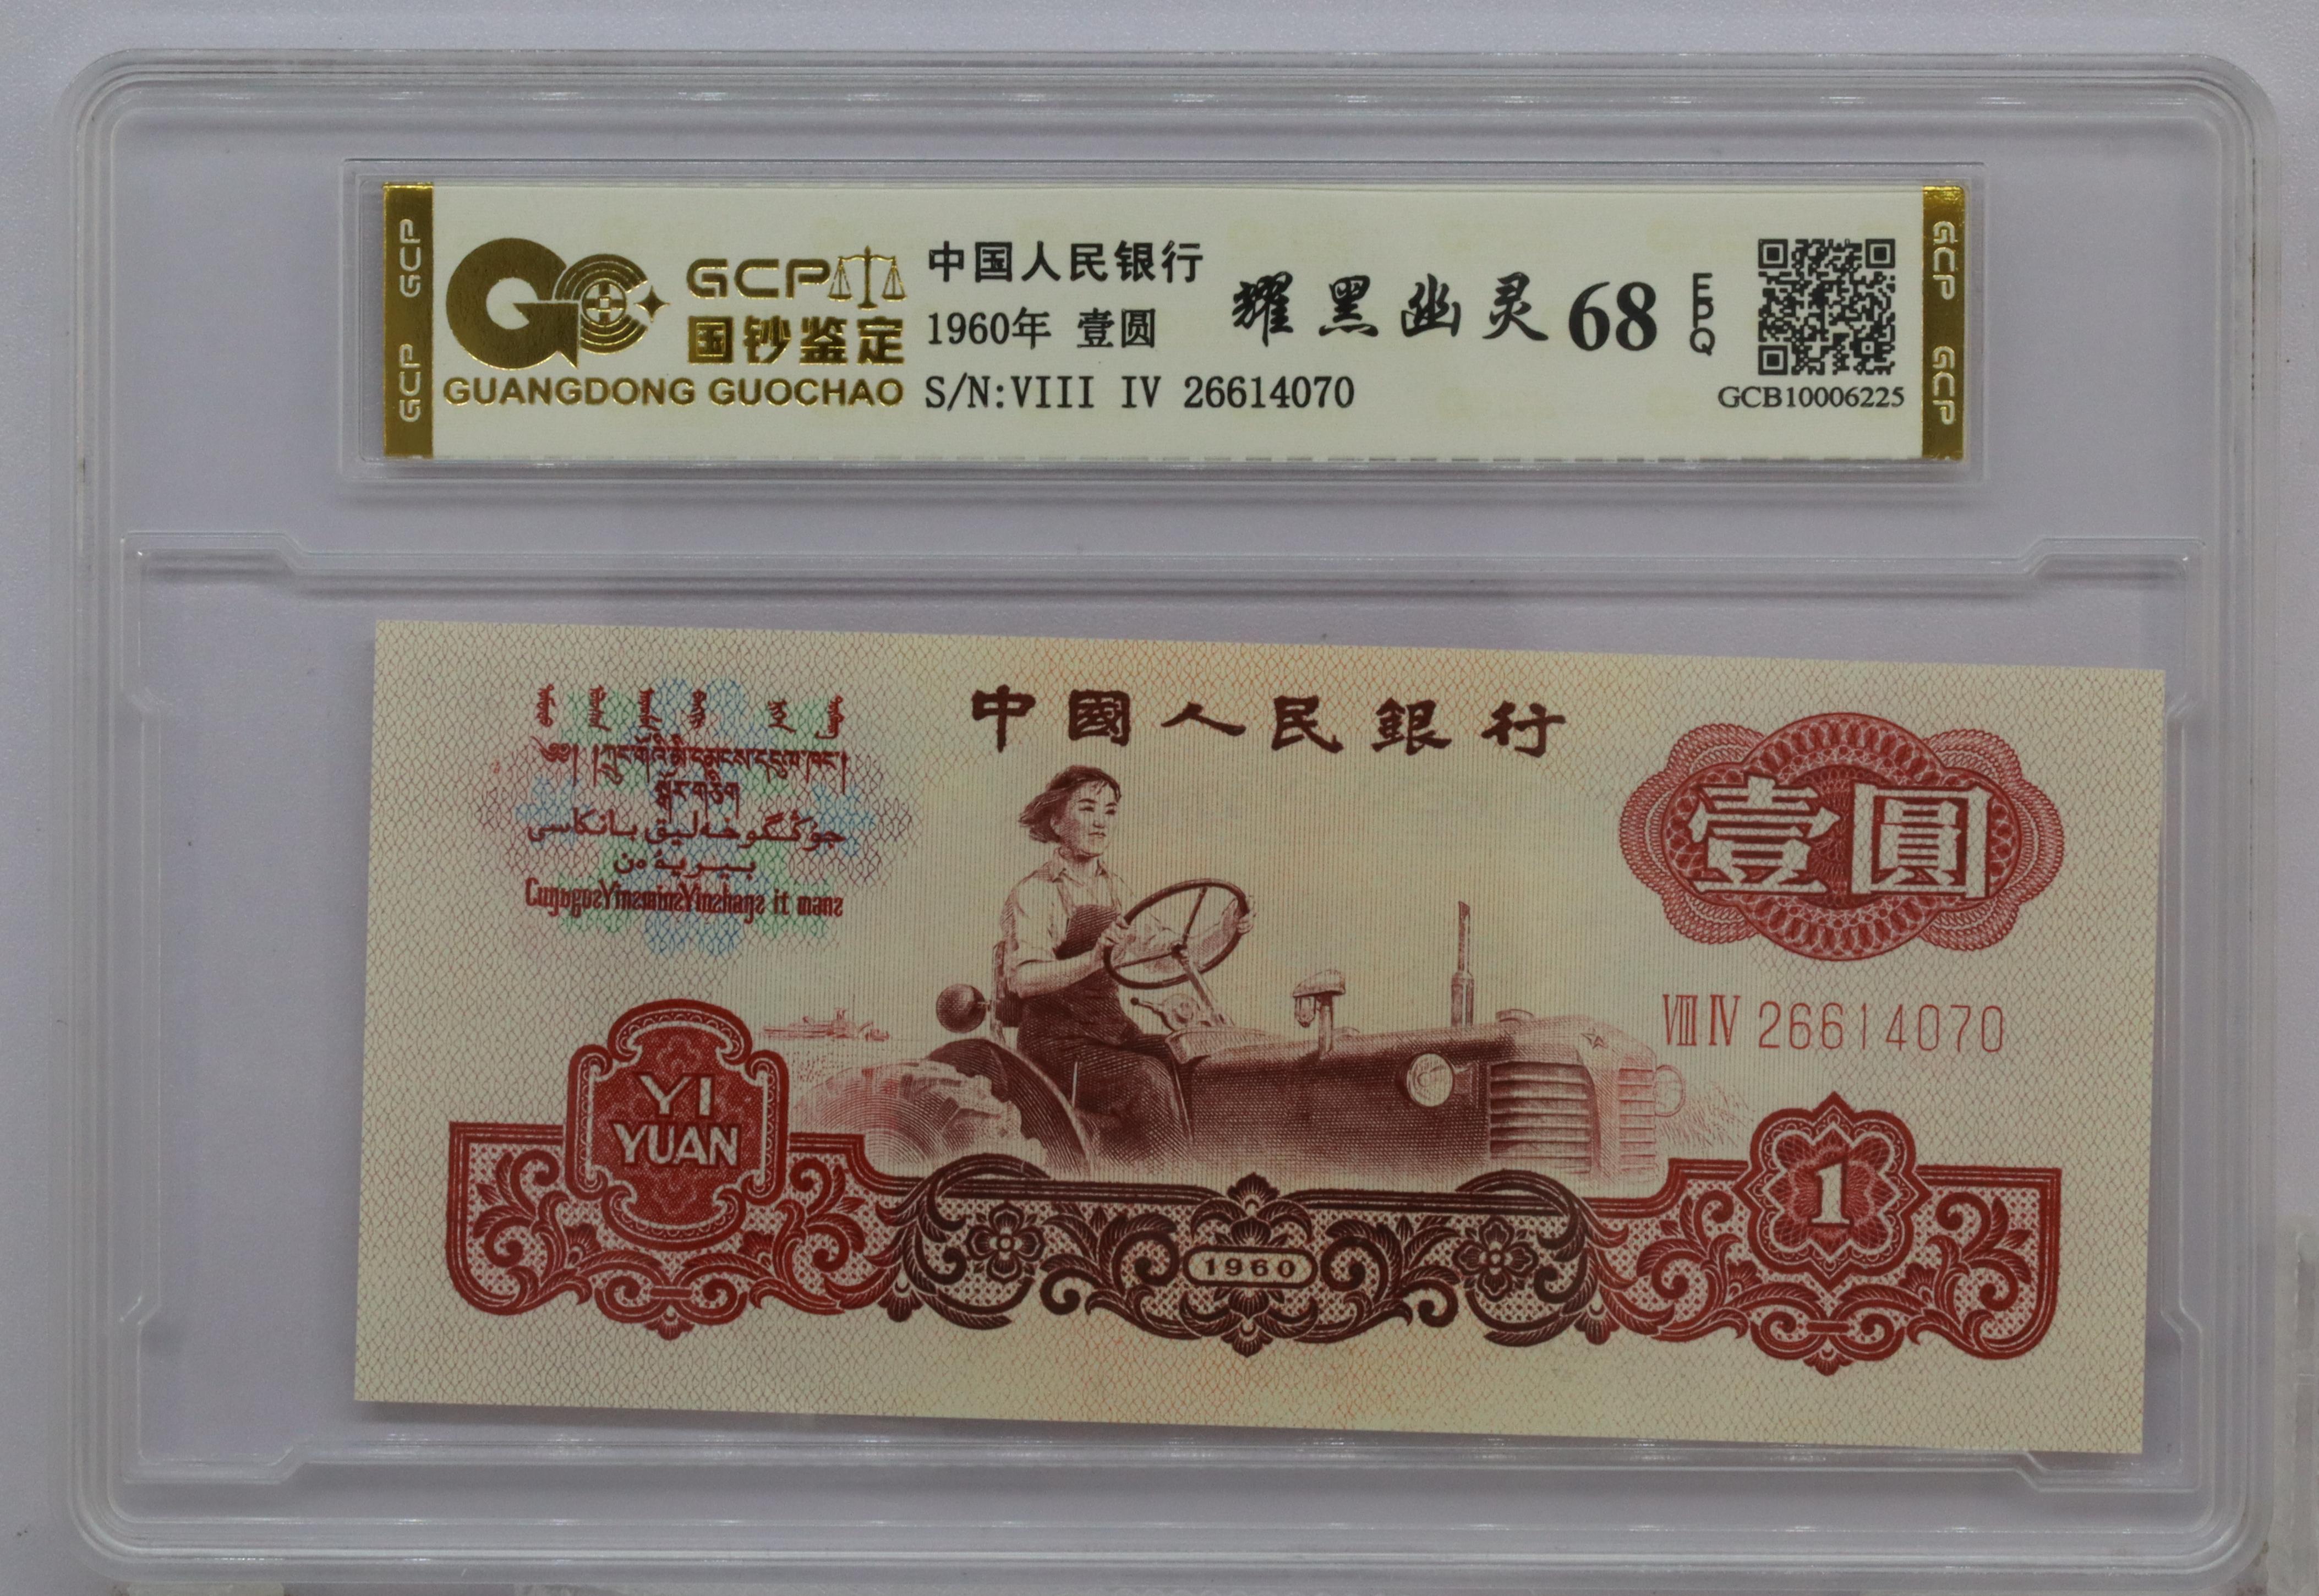 GCP GCP
GCP
国钞鉴定
GUANGDONG GUOCHAO
中国人民银行
1960年 壹圆
S/N:VIII IV 26614070
耀黑幽灵 68
EPQ
GCB10006225
GCP GCP
中國人民銀行
壹圓
VIII IV 26614070
YI
YUAN
1960
1